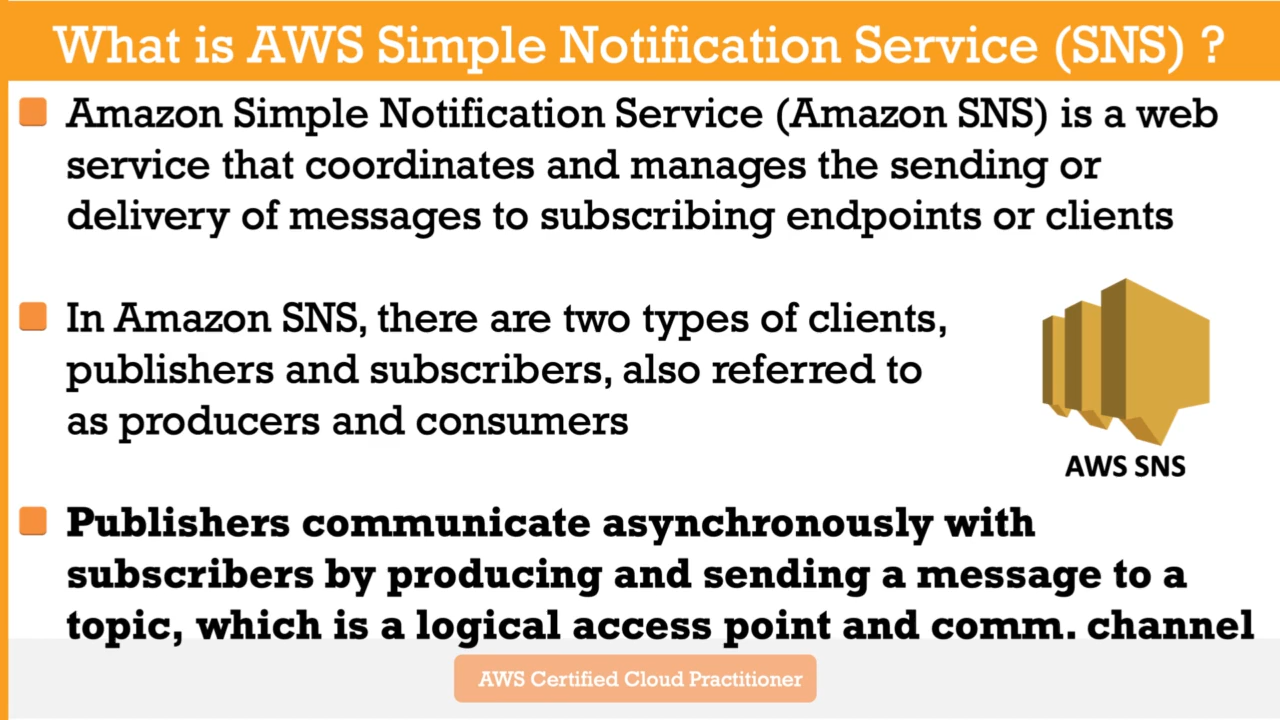 What is AWS Simple Notification Service (SNS) ?
Amazon Simple Notification Service (Amazon SNS) is a web
service that coordinates and manages the sending or
delivery of messages to subscribing endpoints or clients
In Amazon SNS, there are two types of clients,
publishers and subscribers, also referred to
as producers and consumers
AWS SNS
Publishers communicate asynchronously with
subscribers by producing and sending a message to a
topic, which is a logical access point and comm. channel
AWS Certified Cloud Practitioner